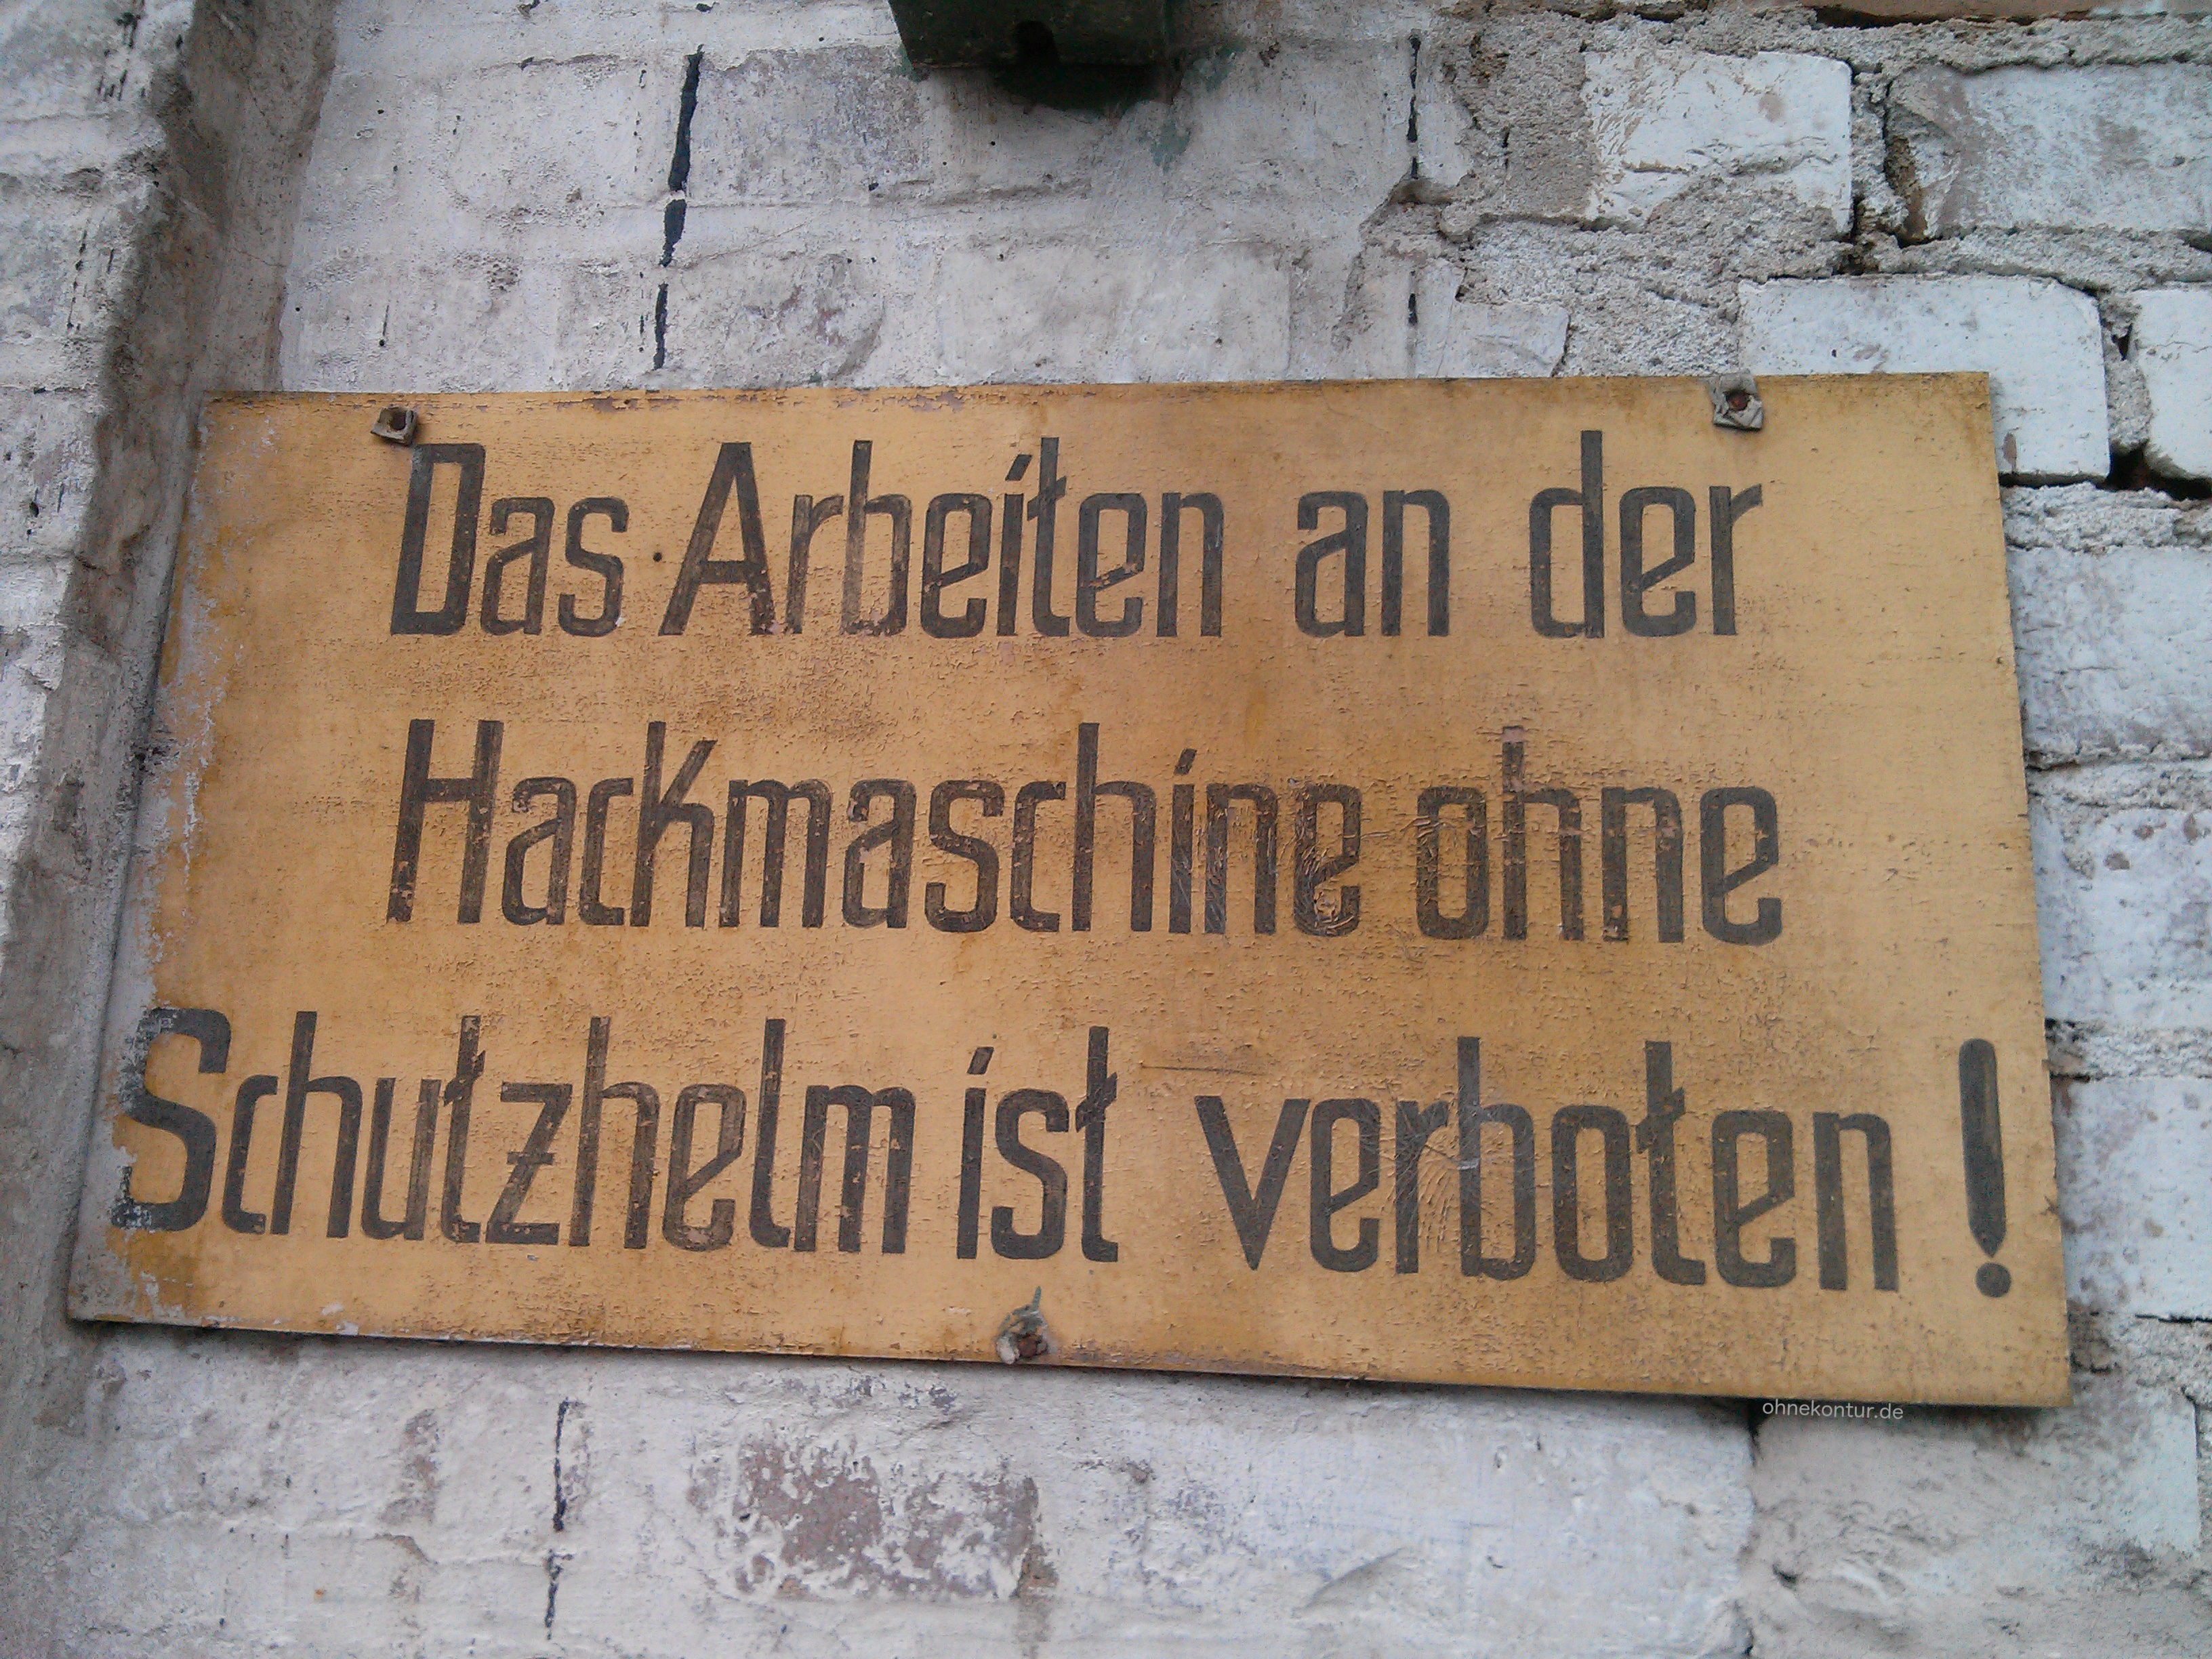 Das Arbeiten an der
Hackmaschine ohne
Schutzhelm ist verboten!
ohnekontur.de